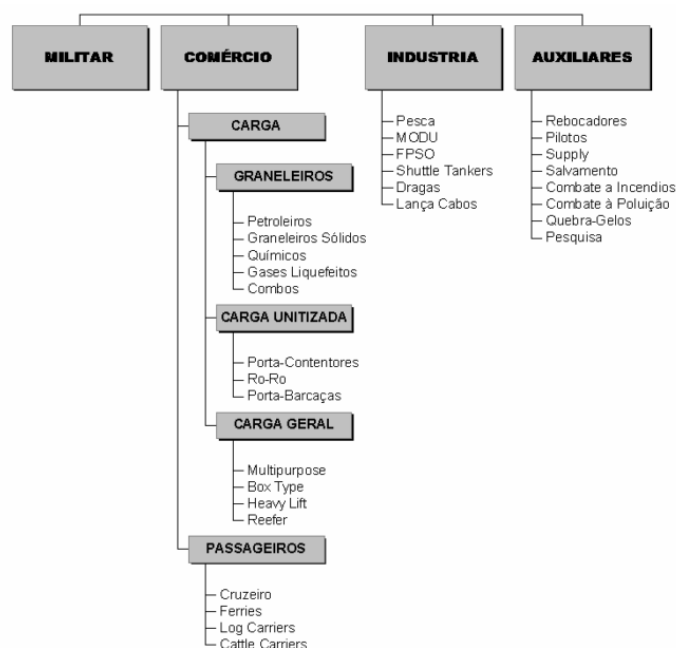 MILITAR
COMÉRCIO
INDUSTRIA
AUXILIARES
CARGA
GRANELEIROS
Petroleiros
Graneleiros Sólidos
Químicos
Gases Liquefeitos
Combos
CARGA UNITIZADA
Porta-Contentores
Ro-Ro
Porta-Barcaças
CARGA GERAL
Multipurpose
Box Type
Heavy Lift
Reefer
PASSAGEIROS
Cruzeiro
Ferries
Log Carriers
Cattle Carriers
Pesca
MODU
FPSO
Shuttle Tankers
Dragas
Lança Cabos
Rebocadores
Pilotos
Supply
Salvamento
Combate a Incendios
Combate à Poluição
Quebra-Gelos
Pesquisa